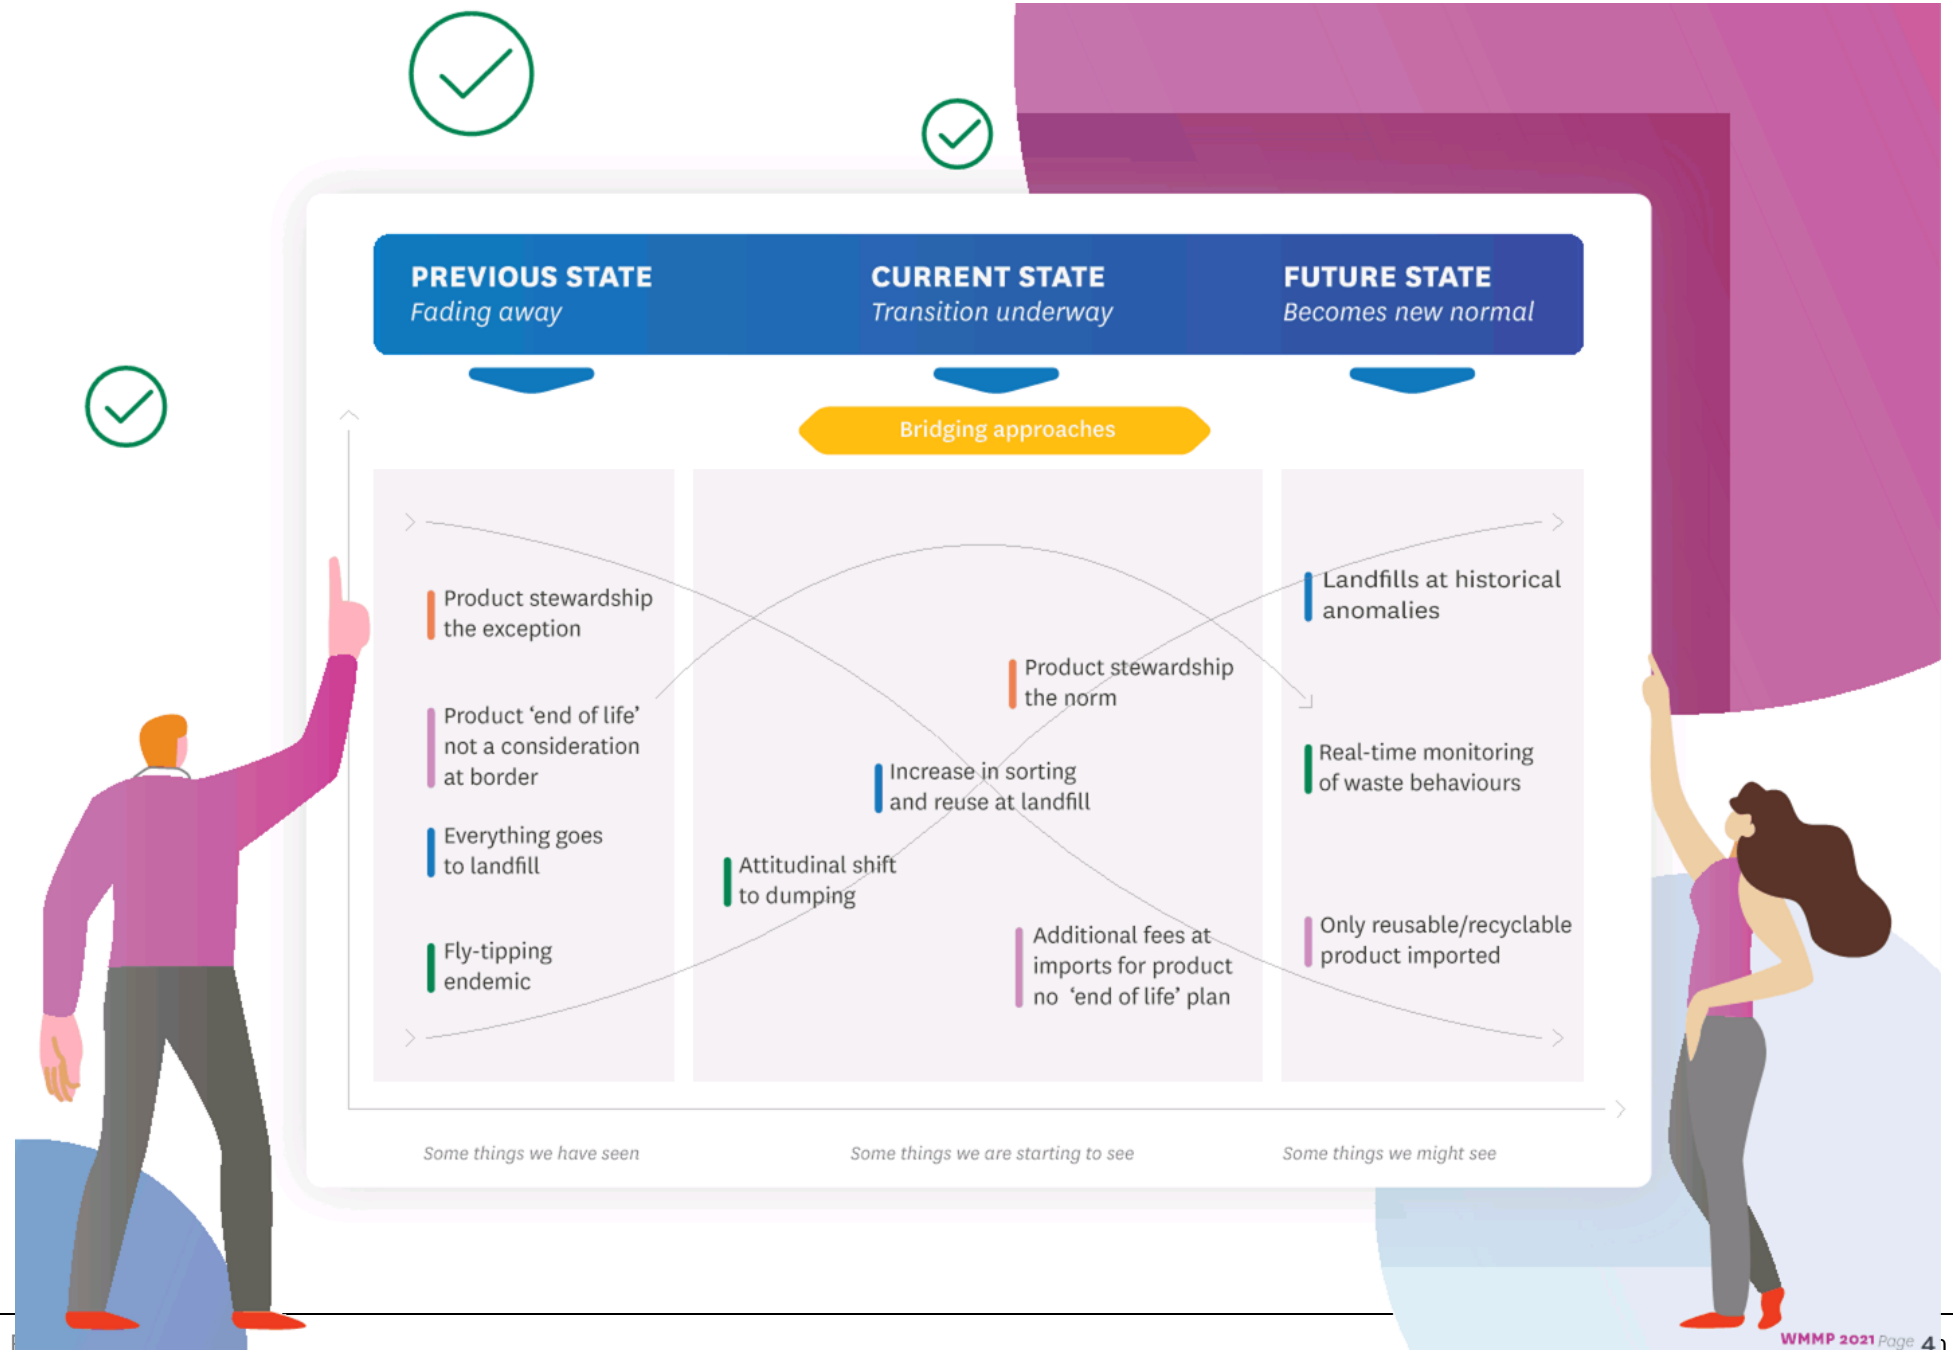 PREVIOUS STATE
Fading away
CURRENT STATE
Transition underway
FUTURE STATE
Becomes new normal
Bridging approaches
Product stewardship
the exception
Product ‘end of life’
not a consideration
at border
Everything goes
to landfill
Fly-tipping
endemic
Product stewardship
the norm
Increase in sorting
and reuse at landfill
Attitudinal shift
to dumping
Additional fees at
imports for product
no ‘end of life’ plan
Landfills at historical
anomalies
Real-time monitoring
of waste behaviours
Only reusable/recyclable
product imported
Some things we have seen
Some things we are starting to see
Some things we might see
WMMP 2021 Page 4